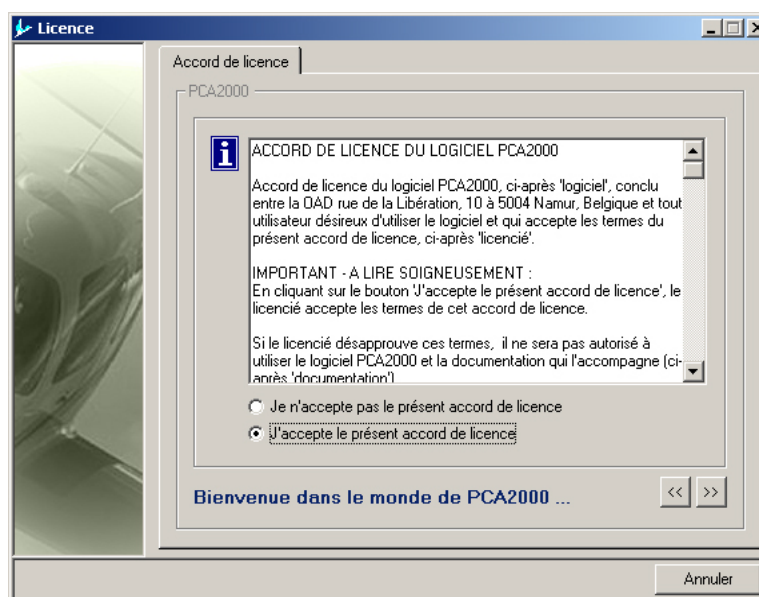 Licence
Accord de licence
PCA2000
ACCORD DE LICENCE DU LOGICIEL PCA2000
Accord de licence du logiciel PCA2000, ci-après 'logiciel', conclu
entre la OAD rue de la Libération, 10 à 5004 Namur, Belgique et tout
utilisateur désireux d'utiliser le logiciel et qui accepte les termes du
présent accord de licence, ci-après 'licencié'.
IMPORTANT - A LIRE SOIGNEUSEMENT :
En cliquant sur le bouton 'J'accepte le présent accord de licence', le
licencié accepte les termes de cet accord de licence.
Si le licencié désapprouve ces termes, il ne sera pas autorisé à
utiliser le logiciel PCA2000 et la documentation qui l'accompagne (ci-
après 'documentation')
Je n'accepte pas le présent accord de licence
J'accepte le présent accord de licence
Bienvenue dans le monde de PCA2000 ...
<< >>
Annuler